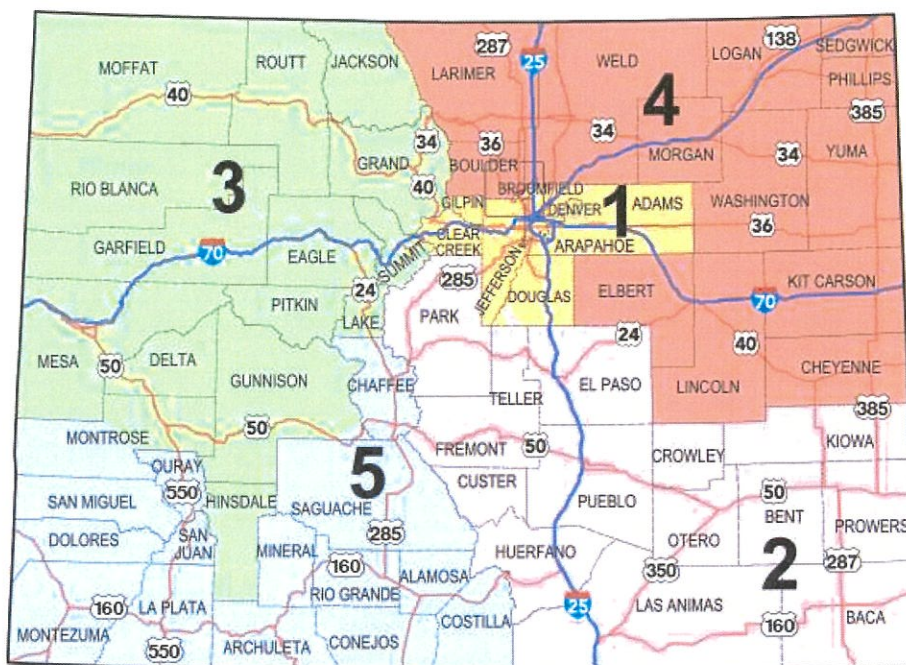 MOFFAT
ROUTT
JACKSON
LARIMER
287
25
WELD
LOGAN
138
SEDGWICK
PHILLIPS
40
4
385
34
36
34
GRAND
BOULDER
MORGAN
34
YUMA
RIO BLANCA
3
40
GILPIN
BROOMFIELD
DENVER
1
ADAMS
WASHINGTON
36
GARFIELD
70
EAGLE
SUMMIT
CLEAR
CREEK
ARAPAHOE
JEFFERSON
285
DOUGLAS
ELBERT
KIT CARSON
70
PITKIN
24
LAKE
PARK
24
40
MESA
50
DELTA
GUNNISON
CHAFFEE
TELLER
EL PASO
LINCOLN
CHEYENNE
385
MONTROSE
50
FREMONT
50
CROWLEY
KIOWA
OURAY
550
5
SAN MIGUEL
HINSDALE
SAGUACHE
CUSTER
PUEBLO
50
BENT
PROWERS
DOLORES
SAN
JUAN
MINERAL
285
HUERFANO
OTERO
287
160
ALAMOSA
350
2
160
LA PLATA
RIO GRANDE
COSTILLA
25
LAS ANIMAS
160
BACA
MONTEZUMA
550
ARCHULETA
CONEJOS